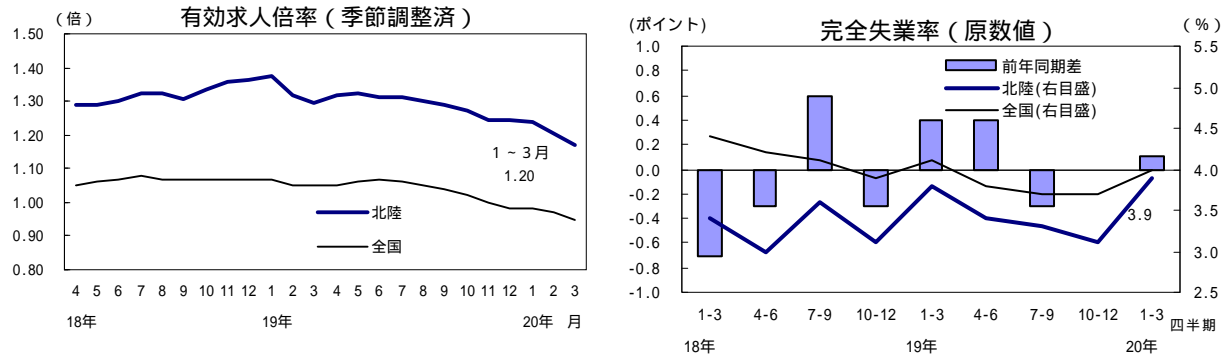 有効求人倍率（季節調整済）
（倍）
1.50
1.40
1.30
1.20
1.10
1.00
0.90
0.80
1～3月
1.20
北陸
全国
4 5 6 7 8 9 10 11 12 1 2 3 4 5 6 7 8 9 10 11 12 1 2 3
18年 19年 20年 月
完全失業率（原数値）
(ポイント)
（%）
1.0
0.8
0.6
0.4
0.2
0.0
-0.2
-0.4
-0.6
-0.8
-1.0
前年同期差
北陸(右目盛)
全国(右目盛)
3.9
5.5
5.0
4.5
4.0
3.5
3.0
2.5
1-3 4-6 7-9 10-12 1-3 4-6 7-9 10-12 1-3 四半期
18年 19年 20年